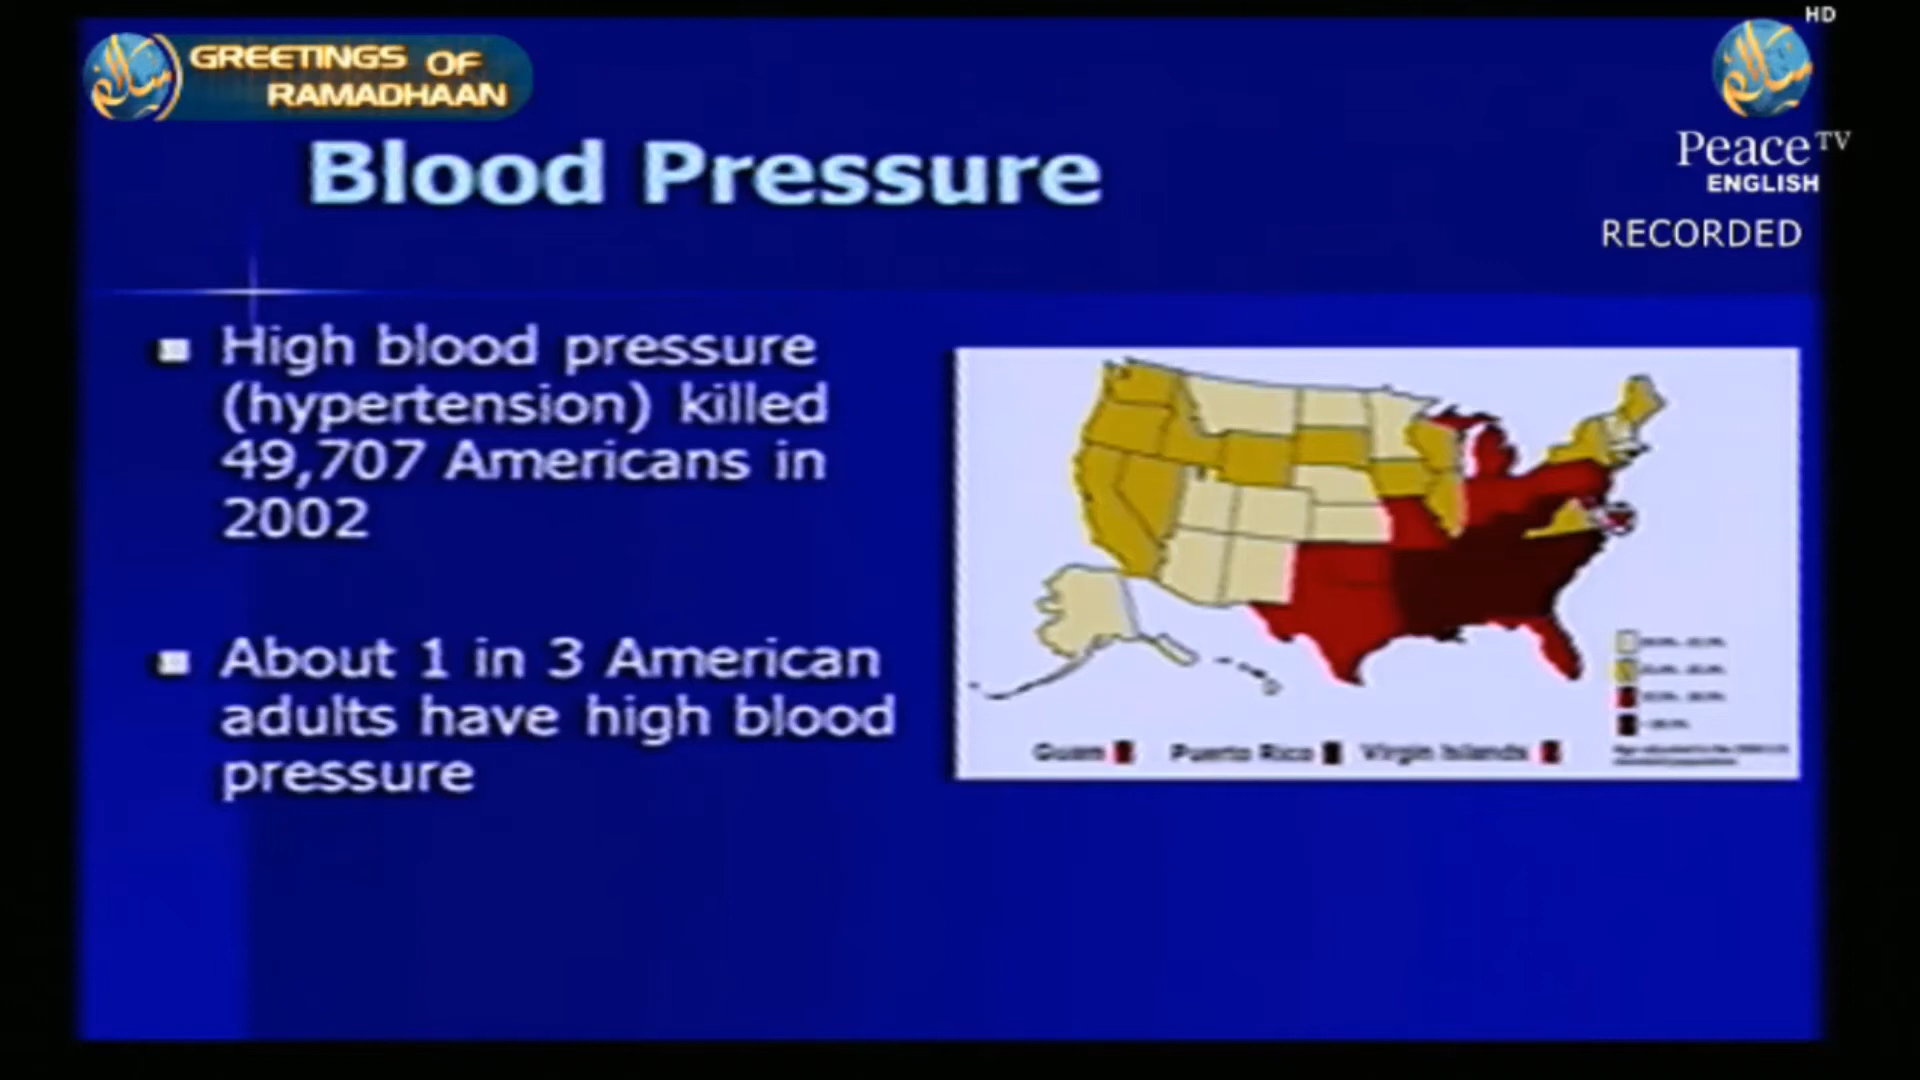 HD
GREETINGS OF
RAMADHAAN
Peace TV
ENGLISH
RECORDED
Blood Pressure
High blood pressure
(hypertension) killed
49,707 Americans in
2002
About 1 in 3 American
adults have high blood
pressure
Guam
Puerto Rico
Virgin Islands